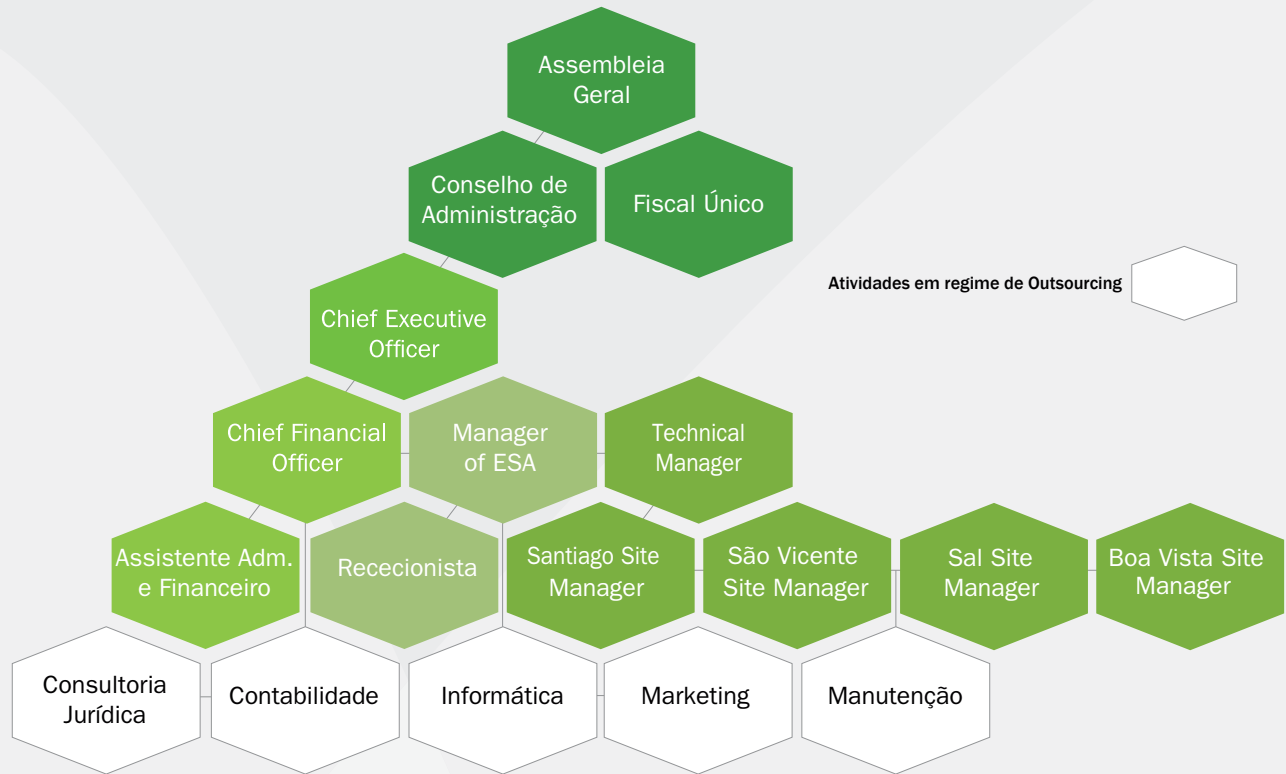 Assembleia
Geral
Conselho de
Administração
Fiscal Único
Atividades em regime de Outsourcing
Chief Executive
Officer
Chief Financial
Officer
Manager
of ESA
Technical
Manager
Assistente Adm.
e Financeiro
Rececionista
Santiago Site
Manager
São Vicente
Site Manager
Sal Site
Manager
Boa Vista Site
Manager
Consultoria
Jurídica
Contabilidade
Informática
Marketing
Manutenção